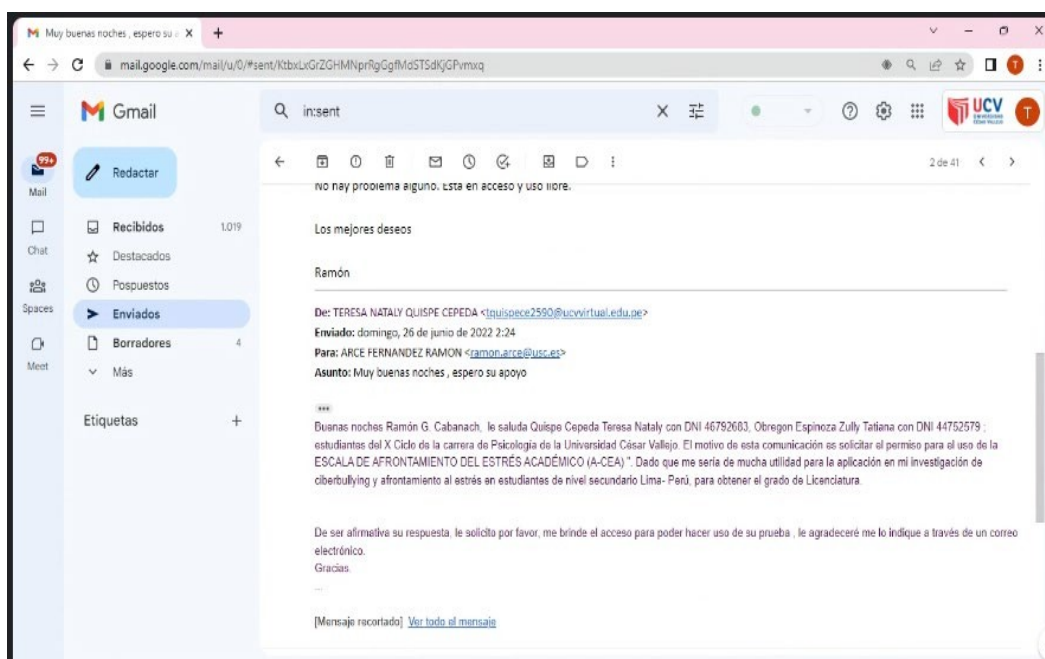 Muy buenas noches , espero su a
mail.google.com/mail/u/0/#sent/KtbxLxGrZGHMNprRgGgfMdSTSdKjGPvmxq
Gmail
in:sent
UCV
UNIVERSIDAD
CÉSAR VALLEJO
T
T
99+
Mail
Redactar
2 de 41
No hay problema alguno. Está en acceso y uso libre.
Recibidos 1.019
Los mejores deseos
Chat
Destacados
Ramón
Pospuestos
Spaces
Enviados
De: TERESA NATALY QUISPE CEPEDA <tquispece2590@ucvvirtual.edu.pe>
Enviado: domingo, 26 de junio de 2022 2:24
Borradores 4
Para: ARCE FERNANDEZ RAMON <ramon.arce@usc.es>
Meet
Más
Asunto: Muy buenas noches , espero su apoyo
Etiquetas
Buenas noches Ramón G. Cabanach, le saluda Quispe Cepeda Teresa Nataly con DNI 46792683, Obregon Espinoza Zully Tatiana con DNI 44752579 ;
estudiantes del X Ciclo de la carrera de Psicología de la Universidad César Vallejo. El motivo de esta comunicación es solicitar el permiso para el uso de la
ESCALA DE AFRONTAMIENTO DEL ESTRÉS ACADÉMICO (A-CEA) ". Dado que me sería de mucha utilidad para la aplicación en mi investigación de
ciberbullying y afrontamiento al estrés en estudiantes de nivel secundario Lima- Perú, para obtener el grado de Licenciatura.
De ser afirmativa su respuesta, le solicito por favor, me brinde el acceso para poder hacer uso de su prueba , le agradeceré me lo indique a través de un correo
electrónico.
Gracias.
...
[Mensaje recortado] Ver todo el mensaje